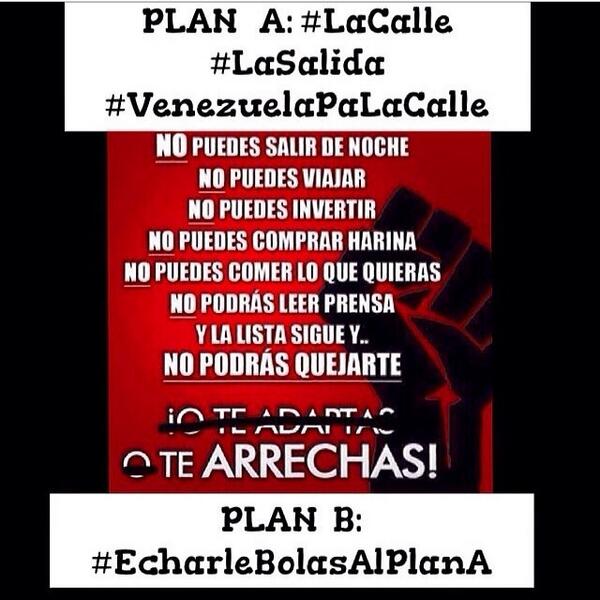 PLAN A: #LaCalle
#LaSalida
#VenezuelaPaLaCalle
NO PUEDES SALIR DE NOCHE
NO PUEDES VIAJAR
NO PUEDES INVERTIR
NO PUEDES COMPRAR HARINA
NO PUEDES COMER LO QUE QUIERAS
NO PODRÁS LEER PRENSA
Y LA LISTA SIGUE Y..
NO PODRÁS QUEJARTE
¡O TE ADAPTAS
O TE ARRECHAS!
PLAN B:
#EcharleBolasAlPlanA